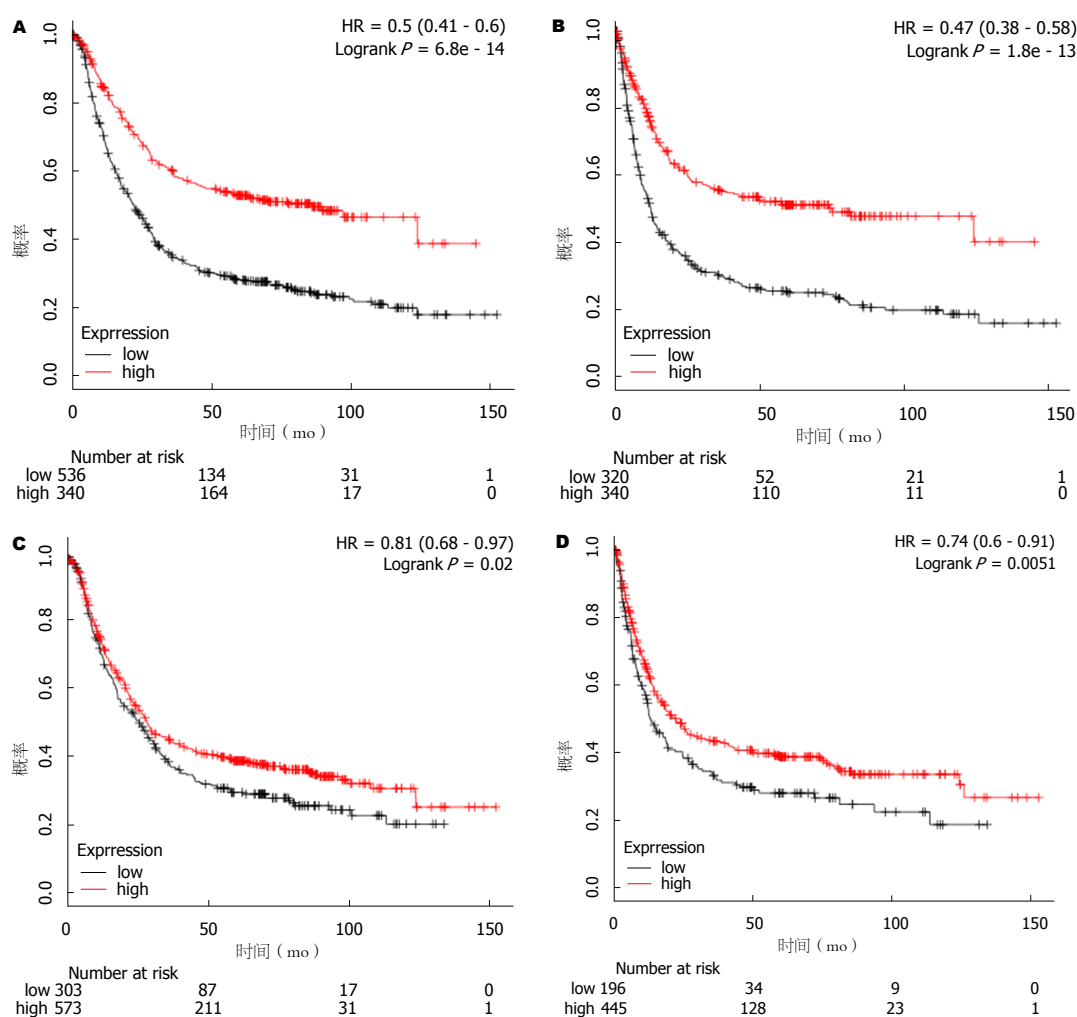 A
HR = 0.5 (0.41 - 0.6)
Logrank P = 6.8e - 14
1.0
0.8
0.6
0.4
0.2
0.0
概率
Exprression
low
high
0 50 100 150
时间（mo）
Number at risk
low 536 134 31 1
high 340 164 17 0
B
HR = 0.47 (0.38 - 0.58)
Logrank P = 1.8e - 13
1.0
0.8
0.6
0.4
0.2
0.0
概率
Exprression
low
high
0 50 100 150
时间（mo）
Number at risk
low 320 52 21 1
high 340 110 11 0
C
HR = 0.81 (0.68 - 0.97)
Logrank P = 0.02
1.0
0.8
0.6
0.4
0.2
0.0
概率
Exprression
low
high
0 50 100 150
时间（mo）
Number at risk
low 303 87 17 0
high 573 211 31 1
D
HR = 0.74 (0.6 - 0.91)
Logrank P = 0.0051
1.0
0.8
0.6
0.4
0.2
0.0
概率
Exprression
low
high
0 50 100 150
时间（mo）
Number at risk
low 196 34 9 0
high 445 128 23 1